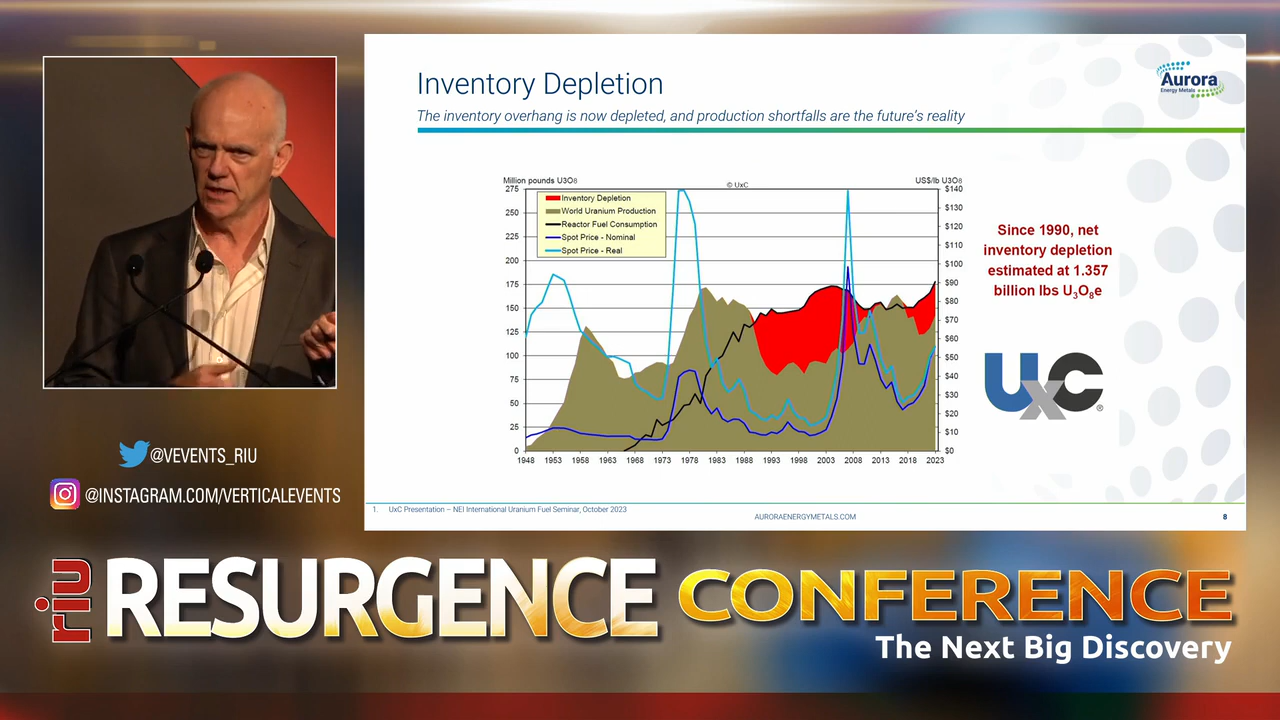 Inventory Depletion
The inventory overhang is now depleted, and production shortfalls are the future's reality
Aurora
Energy Metals
Million pounds U3O8
© UxC
US$/lb U3O8
275
250
225
200
175
150
125
100
75
50
25
0
Inventory Depletion
World Uranium Production
Reactor Fuel Consumption
Spot Price - Nominal
Spot Price - Real
$140
$130
$120
$110
$100
$90
$80
$70
$60
$50
$40
$30
$20
$10
$0
1948 1953 1958 1963 1968 1973 1978 1983 1988 1993 1998 2003 2008 2013 2018 2023
Since 1990, net
inventory depletion
estimated at 1.357
billion lbs U3O8e
UxC®
1. UxC Presentation – NEI International Uranium Fuel Seminar, October 2023
AURORAENERGYMETALS.COM
8
@VEVENTS_RIU
@INSTAGRAM.COM/VERTICALEVENTS
riu RESURGENCE CONFERENCE
The Next Big Discovery